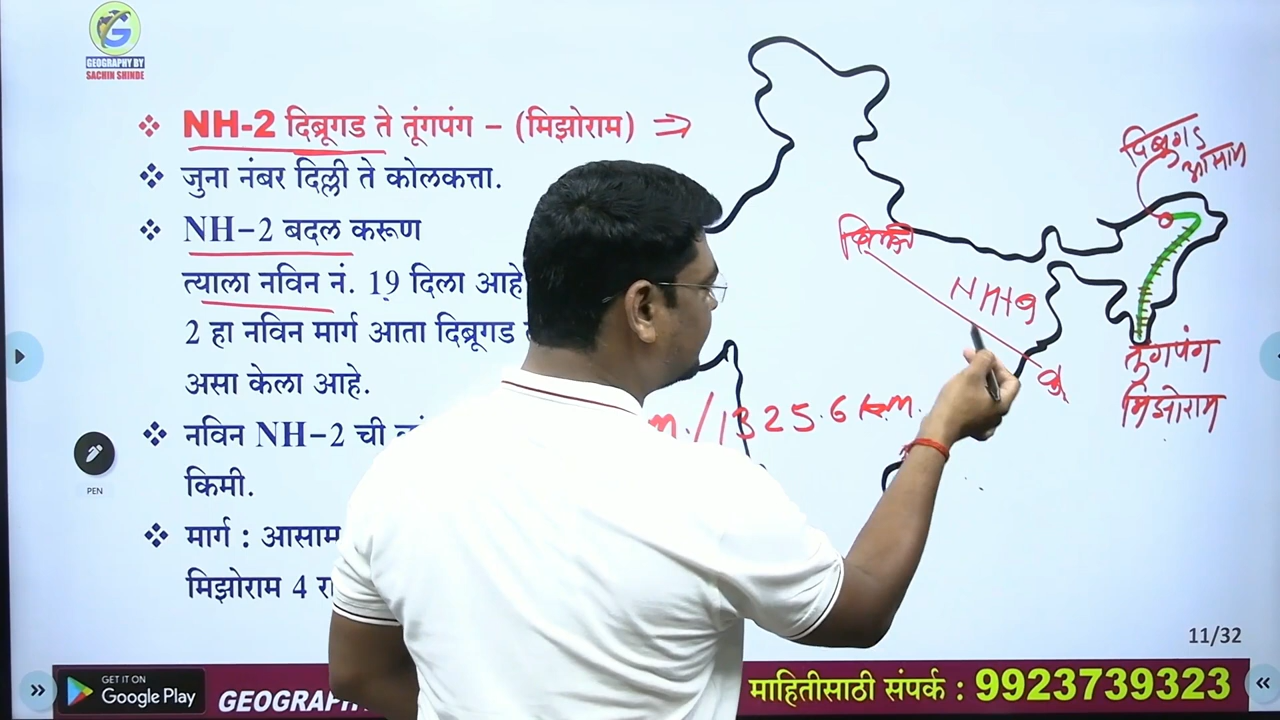 GEOGRAPHY BY
SACHIN SHINDE
NH-2 दिब्रूगड ते तूंगपंग – (मिझोराम) ⇒
जुना नंबर दिल्ली ते कोलकत्ता.
NH-2 बदल करूण
त्याला नविन नं. 19 दिला आहे
2 हा नविन मार्ग आता दिब्रूगड
असा केला आहे.
नविन NH-2 ची
किमी.
मार्ग : आसाम
मिझोराम 4
दिब्रुगड
आसाम
तुंगपंग
मिझोराम
1325.6 km.
PEN
11/32
GET IT ON
Google Play
GEOGRAPH
माहितीसाठी संपर्क : 9923739323